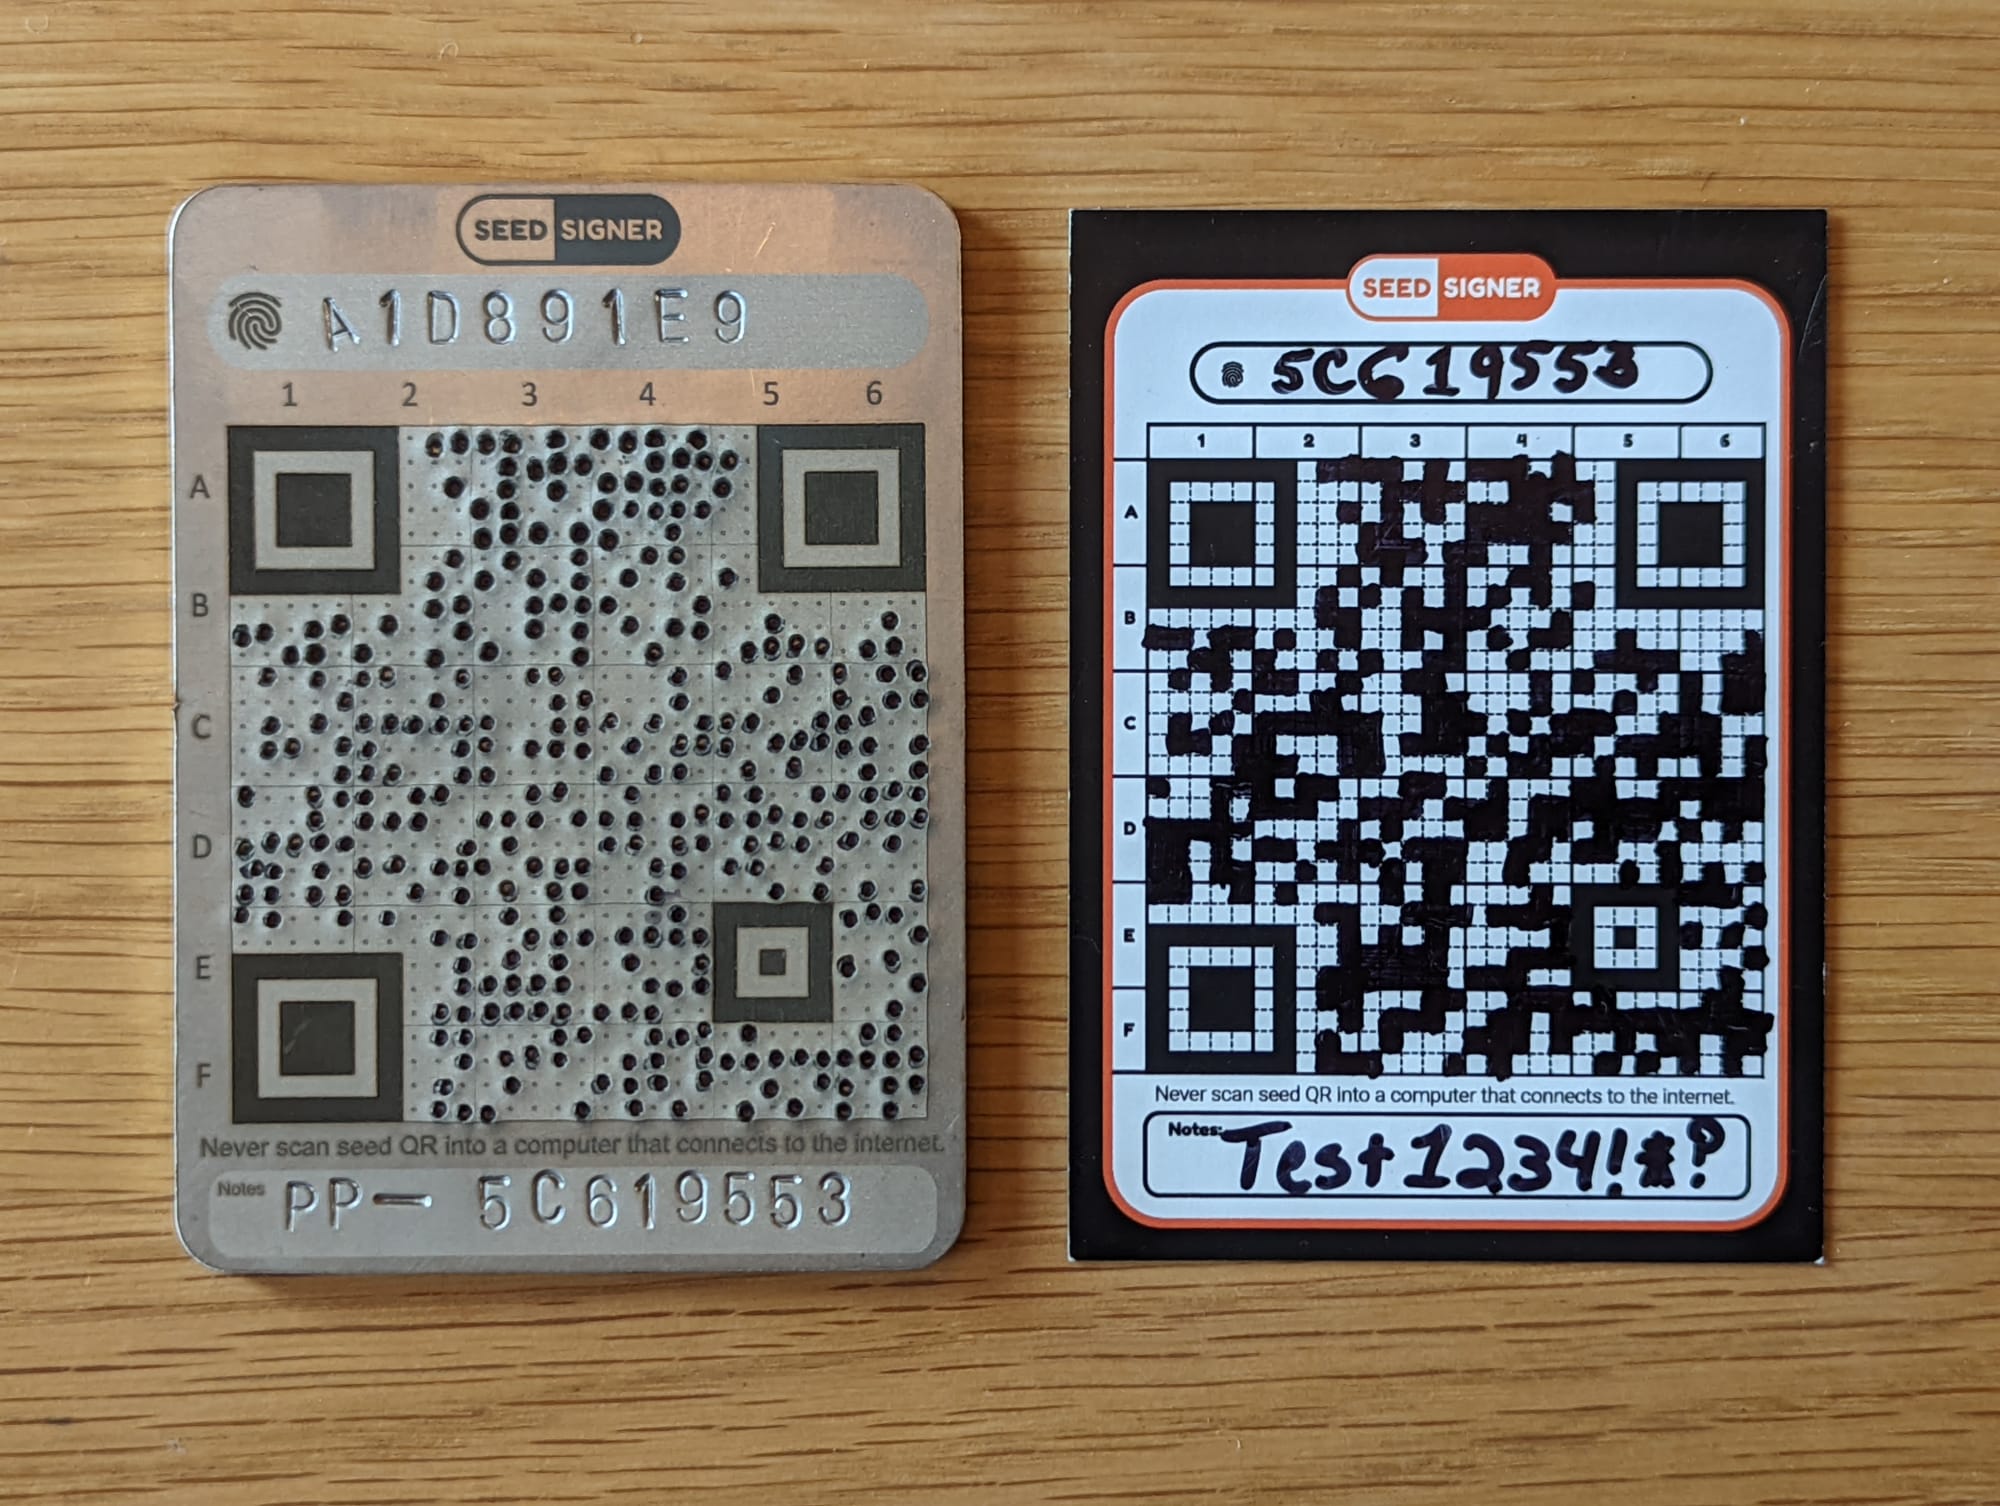 SEED SIGNER
A1D891E9
1 2 3 4 5 6
A
B
C
D
E
F
Never scan seed QR into a computer that connects to the internet.
Notes PP- 5C619553
SEED SIGNER
5CC19553
1 2 3 4 5 6
A
B
C
D
E
F
Never scan seed QR into a computer that connects to the internet.
Notes: Test1234!*?